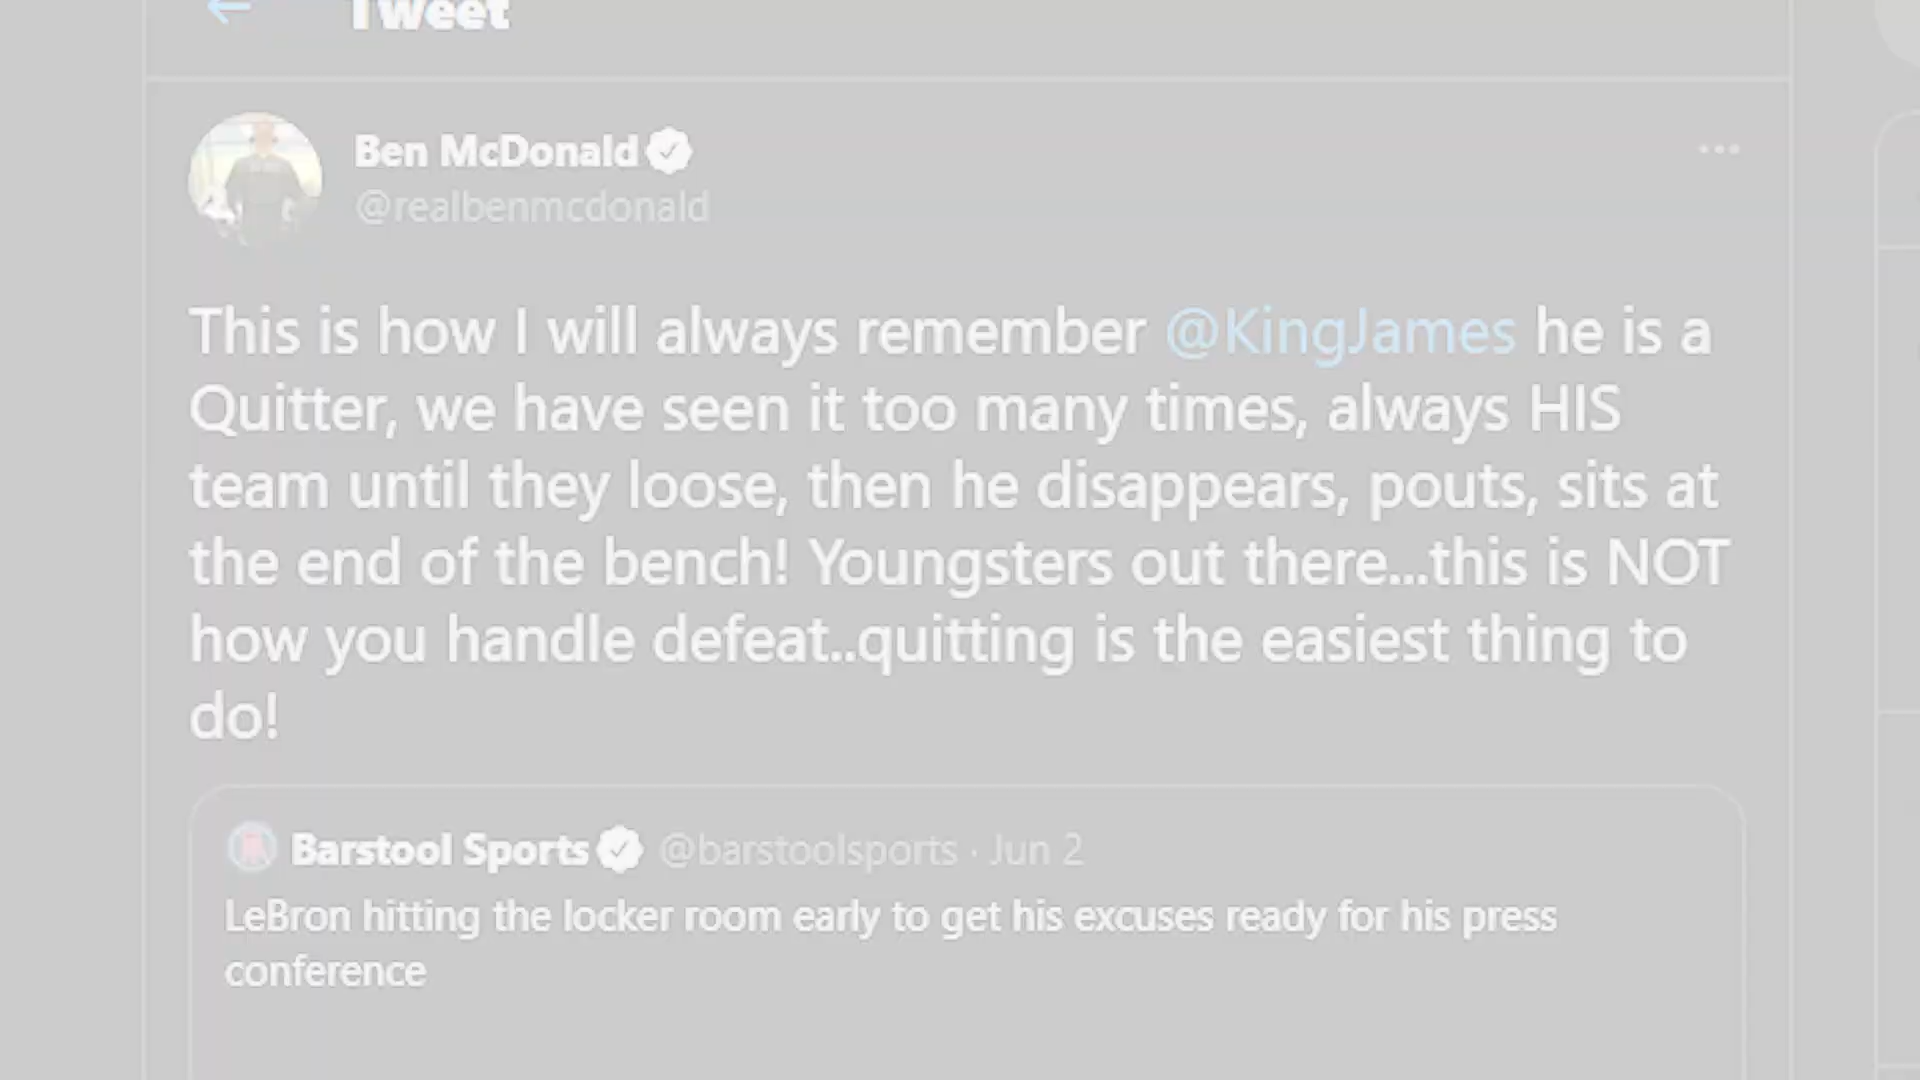 Tweet
Ben McDonald
@realbenmcdonald
This is how I will always remember @KingJames he is a
Quitter, we have seen it too many times, always HIS
team until they loose, then he disappears, pouts, sits at
the end of the bench! Youngsters out there...this is NOT
how you handle defeat..quitting is the easiest thing to
do!
Barstool Sports @barstoolsports · Jun 2
LeBron hitting the locker room early to get his excuses ready for his press
conference